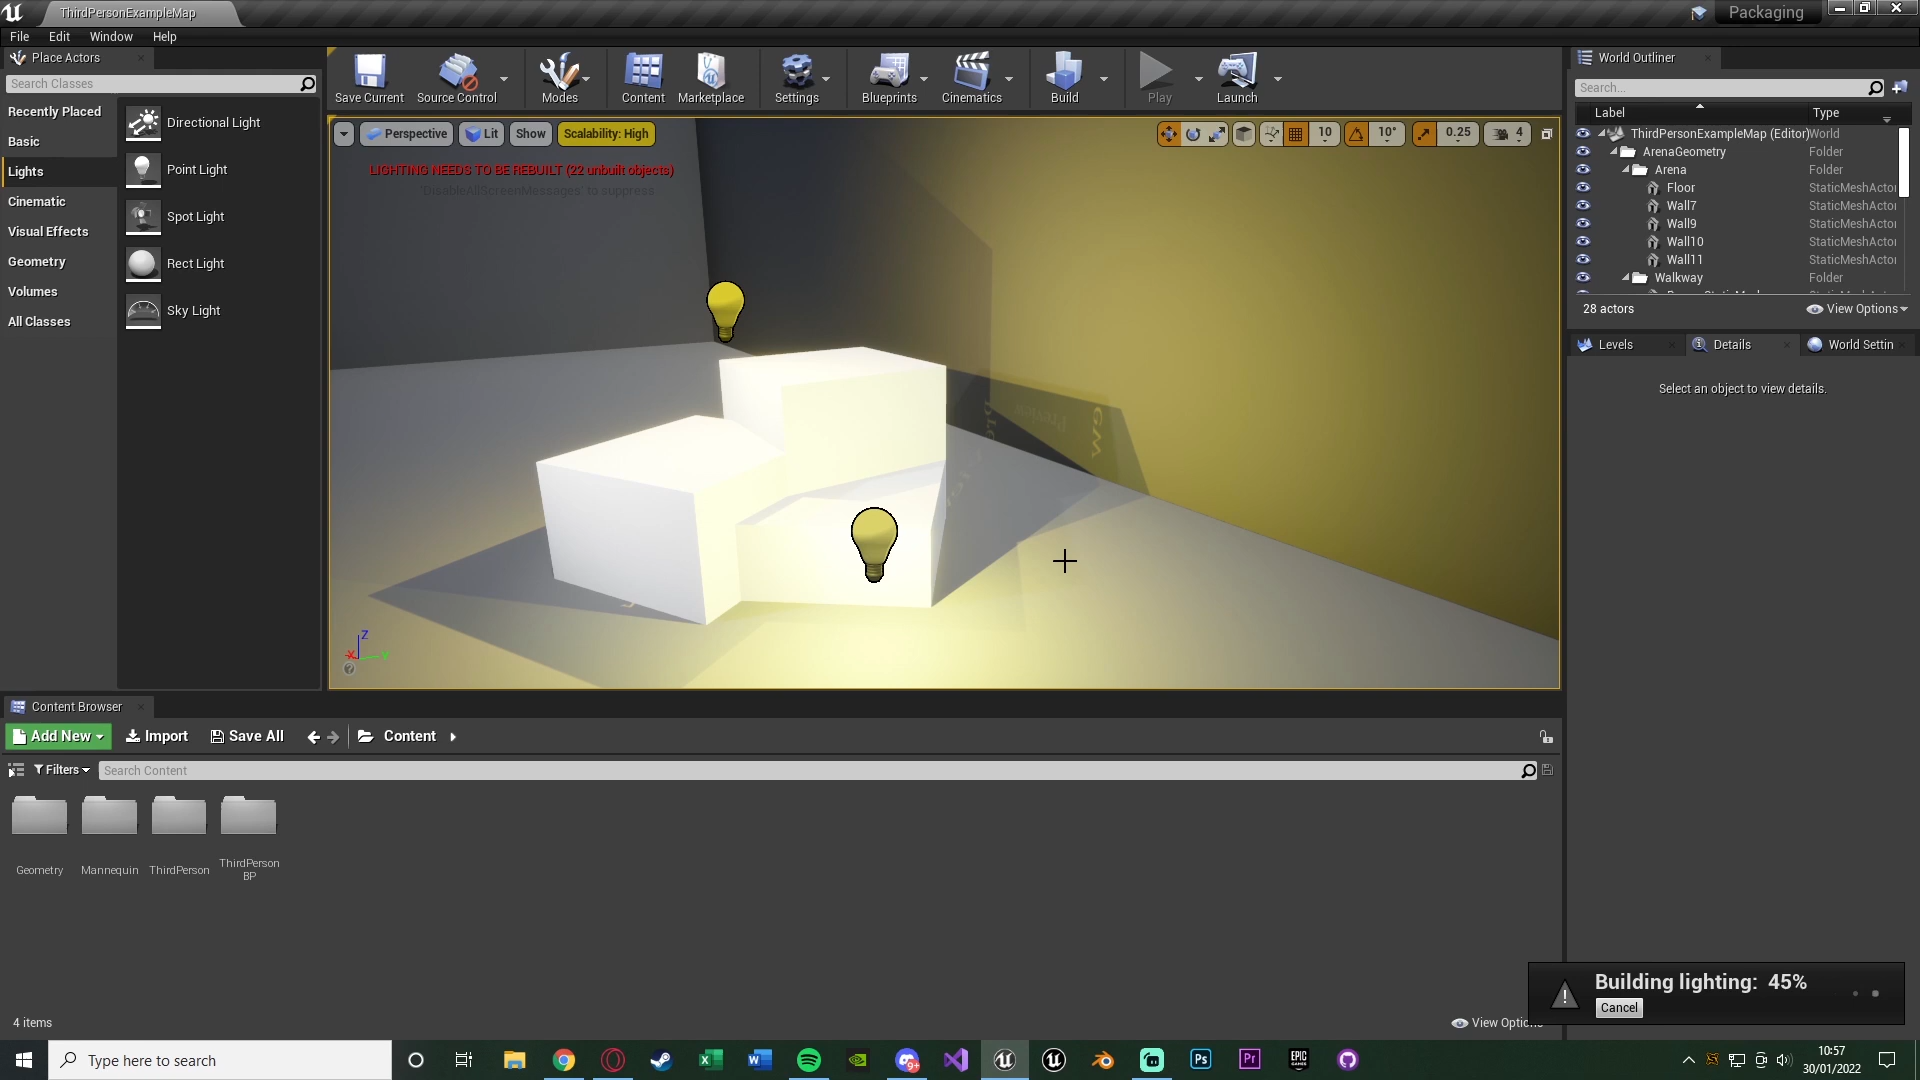 ThirdPersonExampleMap
Packaging
File Edit Window Help
Place Actors
Search Classes
Recently Placed
Basic
Lights
Cinematic
Visual Effects
Geometry
Volumes
All Classes
Directional Light
Point Light
Spot Light
Rect Light
Sky Light
Save Current
Source Control
Modes
Content
Marketplace
Settings
Blueprints
Cinematics
Build
Play
Launch
Perspective
Lit
Show
Scalability: High
10
10°
0.25
4
LIGHTING NEEDS TO BE REBUILT (22 unbuilt objects)
'DisableAllScreenMessages' to suppress
Preview
Z
X
Y
World Outliner
Search...
Label Type
ThirdPersonExampleMap (Editor) World
ArenaGeometry Folder
Arena Folder
Floor StaticMeshActor
Wall7 StaticMeshActor
Wall9 StaticMeshActor
Wall10 StaticMeshActor
Wall11 StaticMeshActor
Walkway Folder
28 actors
View Options
Levels
Details
World Settin
Select an object to view details.
Content Browser
Add New
Import
Save All
Content
Filters
Search Content
Geometry
Mannequin
ThirdPerson
ThirdPerson
BP
4 items
View Options
Building lighting: 45%
Cancel
Type here to search
9+
Ps
Pr
EPIC
GAMES
10:57
30/01/2022